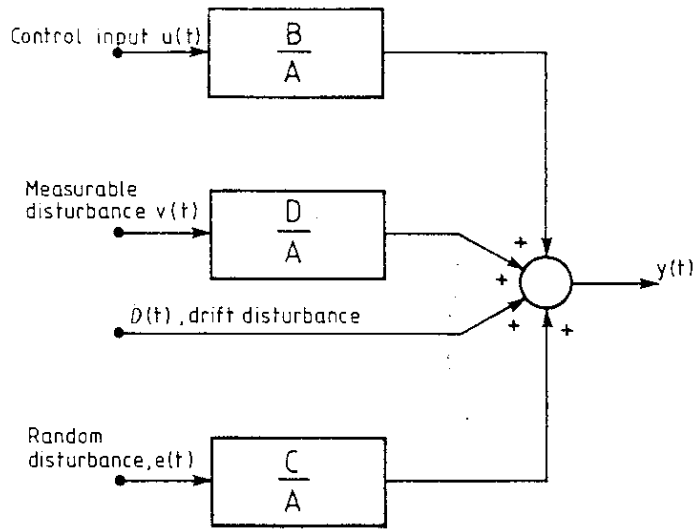 Control input u(t)
B
A
Measurable
disturbance v(t)
D
A
+
+
+
+
y(t)
D(t), drift disturbance
Random
disturbance, e(t)
C
A